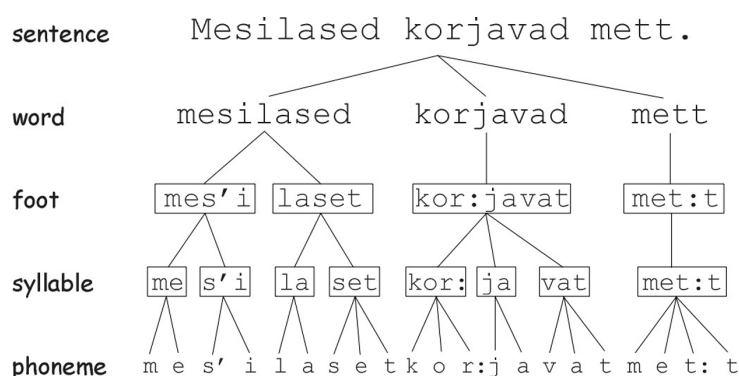 sentence Mesilased korjavad mett.
word mesilased korjavad mett
foot mes'i laset kor:javat met:t
syllable me s'i la set kor: ja vat met:t
phoneme m e s' i l a s e t k o r: j a v a t m e t: t